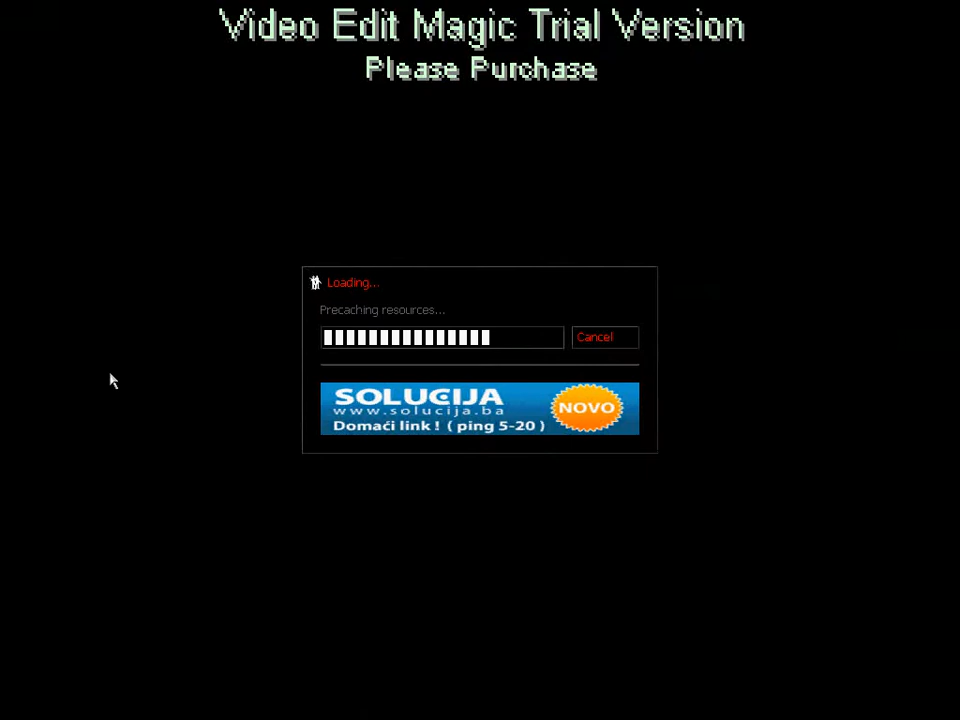 Video Edit Magic Trial Version
Please Purchase
Loading...
Precaching resources...
Cancel
SOLUCIJA
www.solucija.ba
Domaći link ! ( ping 5-20 )
NOVO